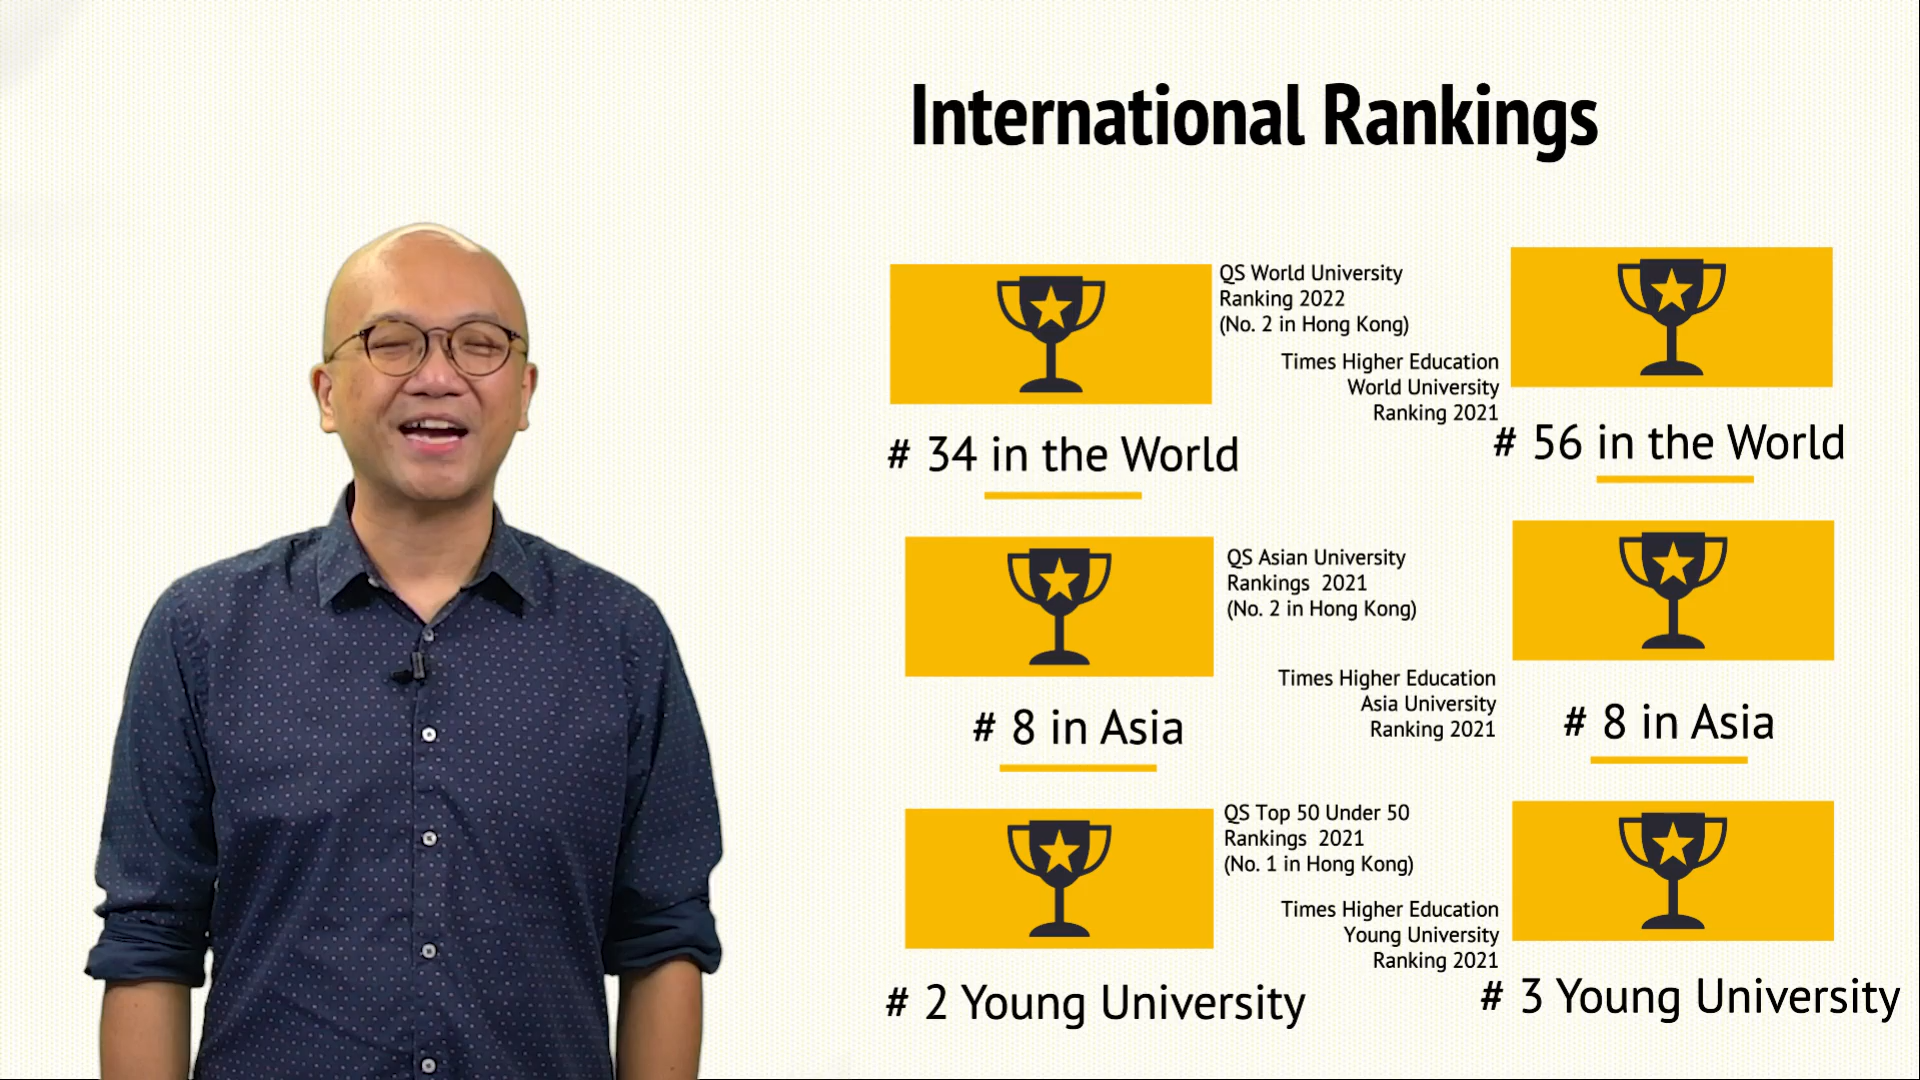 International Rankings
QS World University
Ranking 2022
(No. 2 in Hong Kong)
# 34 in the World
Times Higher Education
World University
Ranking 2021
# 56 in the World
QS Asian University
Rankings 2021
(No. 2 in Hong Kong)
# 8 in Asia
Times Higher Education
Asia University
Ranking 2021
# 8 in Asia
QS Top 50 Under 50
Rankings 2021
(No. 1 in Hong Kong)
# 2 Young University
Times Higher Education
Young University
Ranking 2021
# 3 Young University